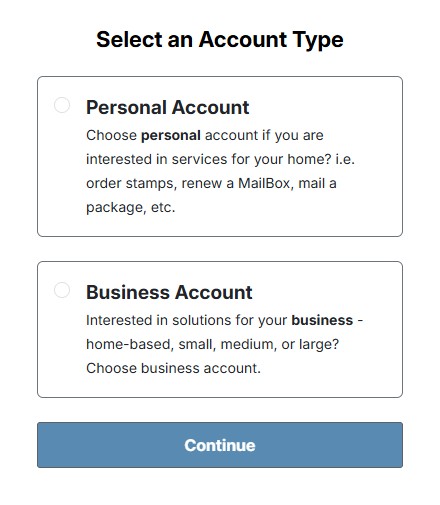 Select an Account Type
Personal Account
Choose personal account if you are
interested in services for your home? i.e.
order stamps, renew a MailBox, mail a
package, etc.
Business Account
Interested in solutions for your business -
home-based, small, medium, or large?
Choose business account.
Continue